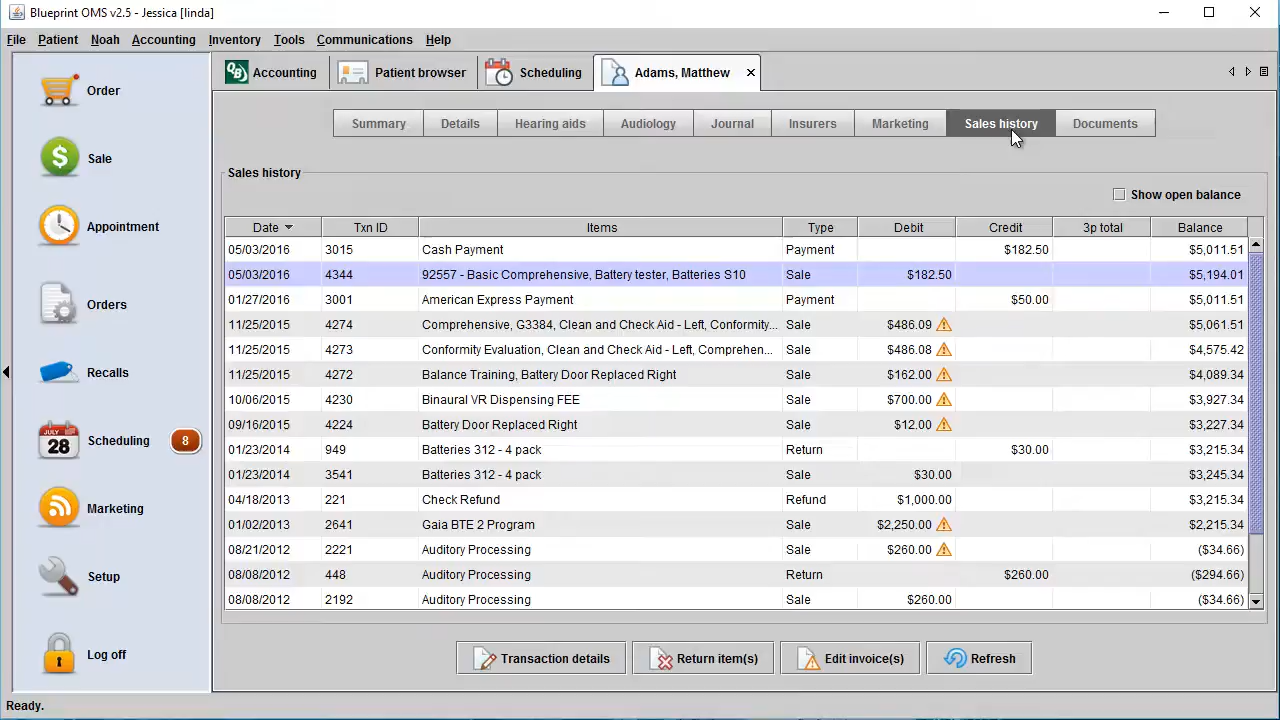 Blueprint OMS v2.5 - Jessica [linda]
File Patient Noah Accounting Inventory Tools Communications Help
Accounting Patient browser Scheduling Adams, Matthew
Order
Sale
Appointment
Orders
Recalls
JULY 28 Scheduling 8
Marketing
Setup
Log off
Summary Details Hearing aids Audiology Journal Insurers Marketing Sales history Documents
Sales history
Show open balance
Date Txn ID Items Type Debit Credit 3p total Balance
05/03/2016 3015 Cash Payment Payment $182.50 $5,011.51
05/03/2016 4344 92557 - Basic Comprehensive, Battery tester, Batteries S10 Sale $182.50 $5,194.01
01/27/2016 3001 American Express Payment Payment $50.00 $5,011.51
11/25/2015 4274 Comprehensive, Clean and Check Aid - Left, Conformity... Sale $486.09 $5,061.51
11/25/2015 4273 Conformity Evaluation, Clean and Check Aid - Left, Comprehen... Sale $486.08 $4,575.42
11/25/2015 4272 Balance Training, Battery Door Replaced Right Sale $162.00 $4,089.34
10/06/2015 4230 Binaural VR Dispensing FEE Sale $700.00 $3,927.34
09/16/2015 4224 Battery Door Replaced Right Sale $12.00 $3,227.34
01/23/2014 949 Batteries 312 - 4 pack Return $30.00 $3,215.34
01/23/2014 3541 Batteries 312 - 4 pack Sale $30.00 $3,245.34
04/18/2013 221 Check Refund Refund $1,000.00 $3,215.34
01/02/2013 2641 Gaia BTE 2 Program Sale $2,250.00 $2,215.34
08/21/2012 2221 Auditory Processing Sale $260.00 ($34.66)
08/08/2012 448 Auditory Processing Return $260.00 ($294.66)
08/08/2012 2192 Auditory Processing Sale $260.00 ($34.66)
Transaction details Return item(s) Edit invoice(s) Refresh
Ready.